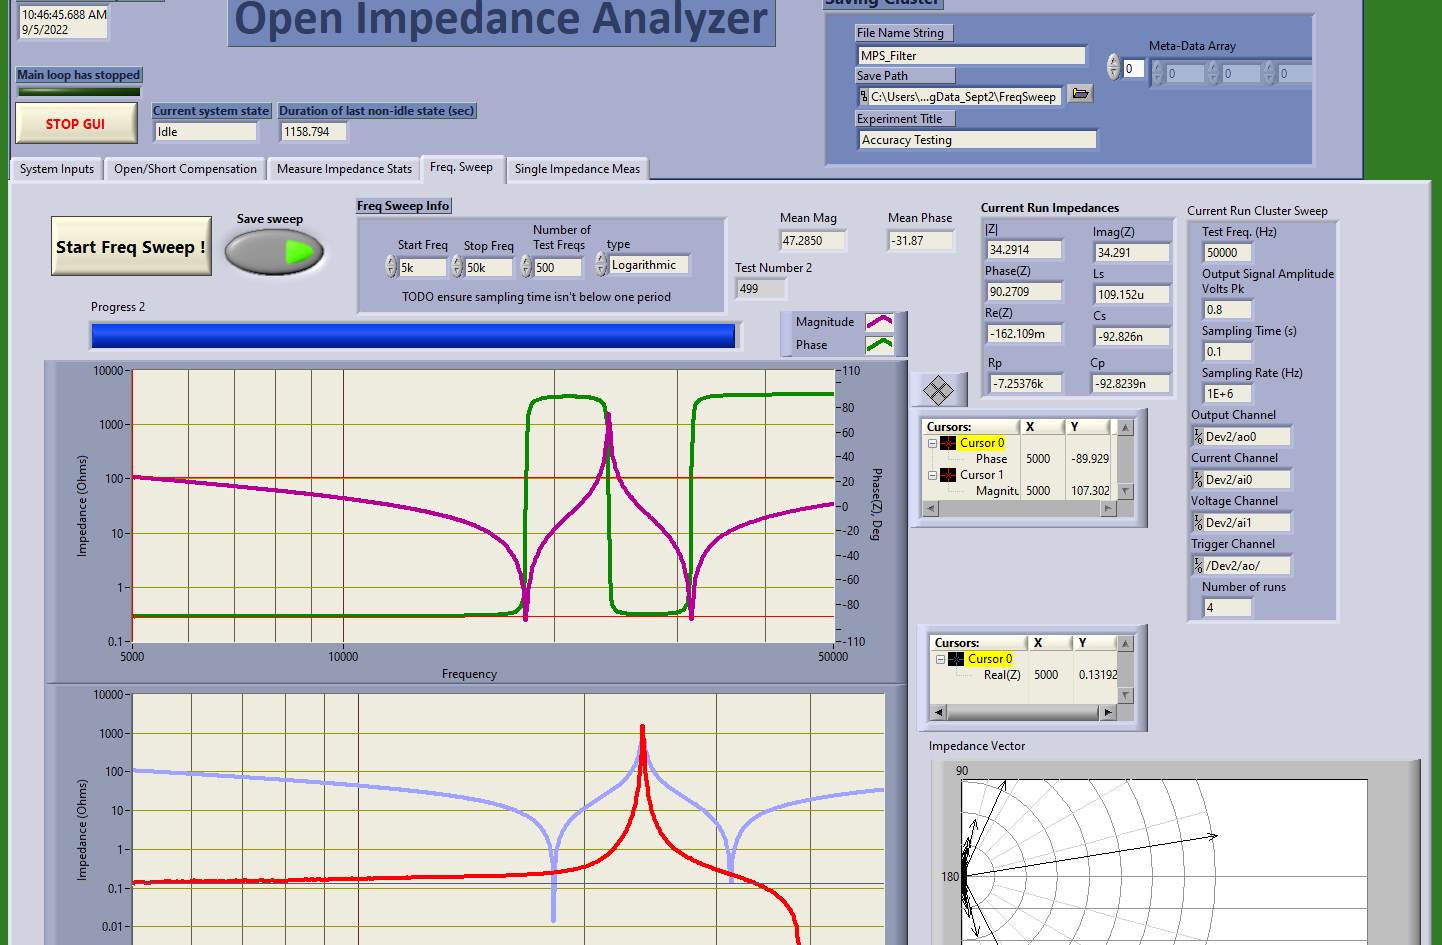 10:46:45.688 AM
9/5/2022
Open Impedance Analyzer
Saving Cluster
File Name String
MPS_Filter
Save Path
C:\Users\...gData_Sept2\FreqSweep
Experiment Title
Accuracy Testing
Meta-Data Array
0
0
0
0
Main loop has stopped
STOP GUI
Current system state
Idle
Duration of last non-idle state (sec)
1158.794
System Inputs
Open/Short Compensation
Measure Impedance Stats
Freq. Sweep
Single Impedance Meas
Start Freq Sweep !
Save sweep
Freq Sweep Info
Start Freq
5k
Stop Freq
50k
Number of
Test Freqs
500
type
Logarithmic
TODO ensure sampling time isn't below one period
Mean Mag
47.2850
Mean Phase
-31.87
Test Number 2
499
Progress 2
Magnitude
Phase
Current Run Impedances
|Z|
34.2914
Imag(Z)
34.291
Phase(Z)
90.2709
Ls
109.152u
Re(Z)
-162.109m
Cs
-92.826n
Rp
-7.25376k
Cp
-92.8239n
Current Run Cluster Sweep
Test Freq. (Hz)
50000
Output Signal Amplitude
Volts Pk
0.8
Sampling Time (s)
0.1
Sampling Rate (Hz)
1E+6
Output Channel
Dev2/ao0
Current Channel
Dev2/ai0
Voltage Channel
Dev2/ai1
Trigger Channel
/Dev2/ao/
Number of runs
4
Impedance (Ohms)
10000
1000
100
10
1
0.1
110
80
60
40
20
0
-20
-40
-60
-80
-110
Phase(Z), Deg
5000
10000
50000
Frequency
Cursors:
X
Y
Cursor 0
Phase
5000
-89.929
Cursor 1
Magnitu
5000
107.302
Cursors:
X
Y
Cursor 0
Real(Z)
5000
0.13192
Impedance (Ohms)
10000
1000
100
10
1
0.1
0.01
Impedance Vector
90
180